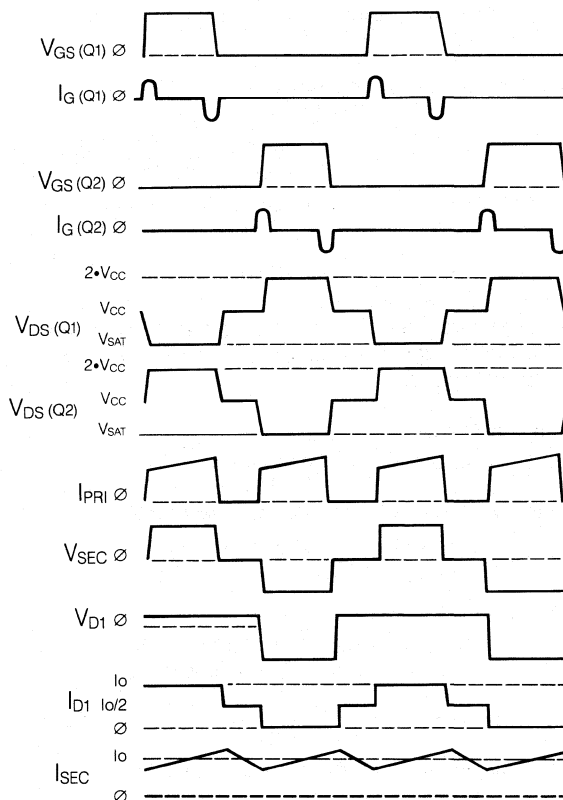 VGS (Q1) Ø
IG (Q1) Ø
VGS (Q2) Ø
IG (Q2) Ø
2•VCC
VCC
VDS (Q1)
VSAT
2•VCC
VCC
VDS (Q2)
VSAT
IPRI Ø
VSEC Ø
VD1 Ø
Io
ID1 Io/2
Ø
Io
ISEC
Ø